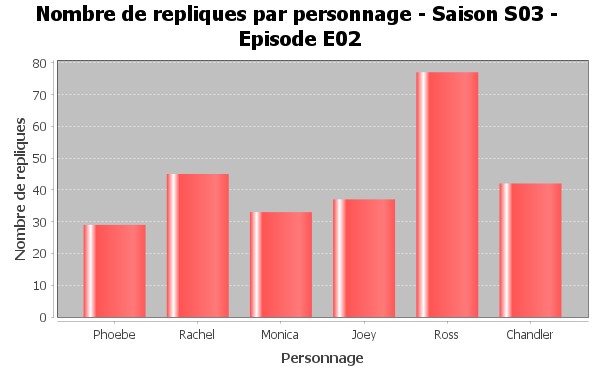 Nombre de repliques par personnage - Saison S03 -
Episode E02
Nombre de repliques
80
70
60
50
40
30
20
10
0
Phoebe Rachel Monica Joey Ross Chandler
Personnage